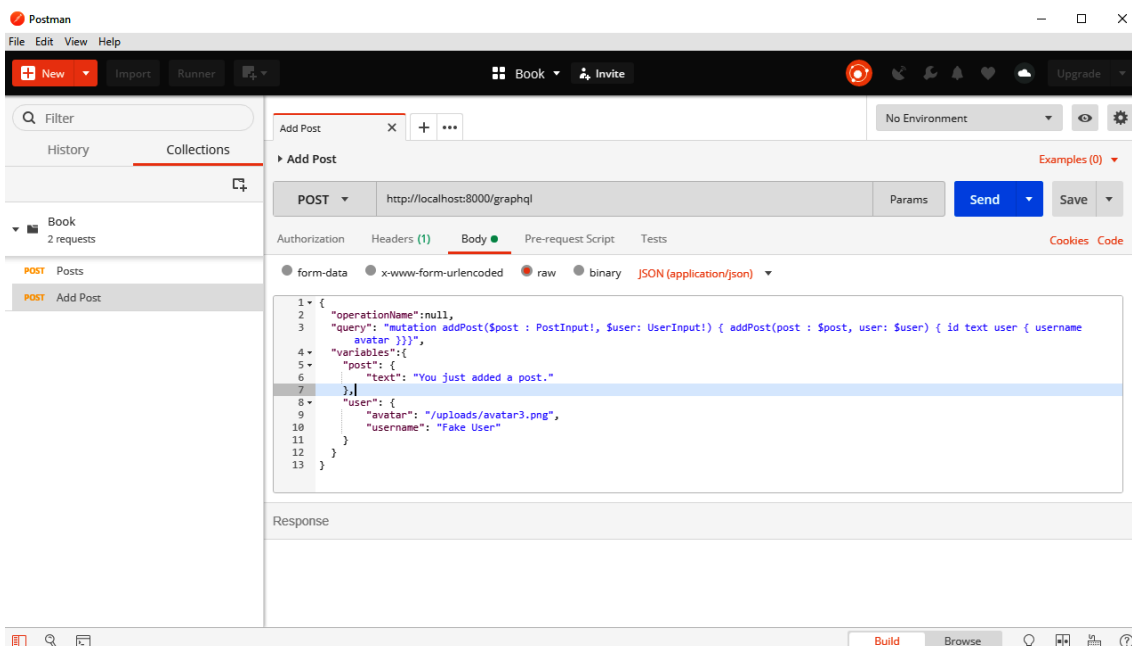 Postman
File Edit View Help
New Import Runner Book Invite Upgrade
Filter
History Collections
Book
2 requests
POST Posts
POST Add Post
Add Post
No Environment
Add Post
Examples (0)
POST http://localhost:8000/graphql Params Send Save
Authorization Headers (1) Body Pre-request Script Tests Cookies Code
form-data x-www-form-urlencoded raw binary JSON (application/json)
1 {
2 "operationName":null,
3 "query": "mutation addPost($post : PostInput!, $user: UserInput!) { addPost(post : $post, user: $user) { id text user { username
avatar }}}",
4 "variables":{
5 "post": {
6 "text": "You just added a post."
7 },
8 "user": {
9 "avatar": "/uploads/avatar3.png",
10 "username": "Fake User"
11 }
12 }
13 }
Response
Build Browse